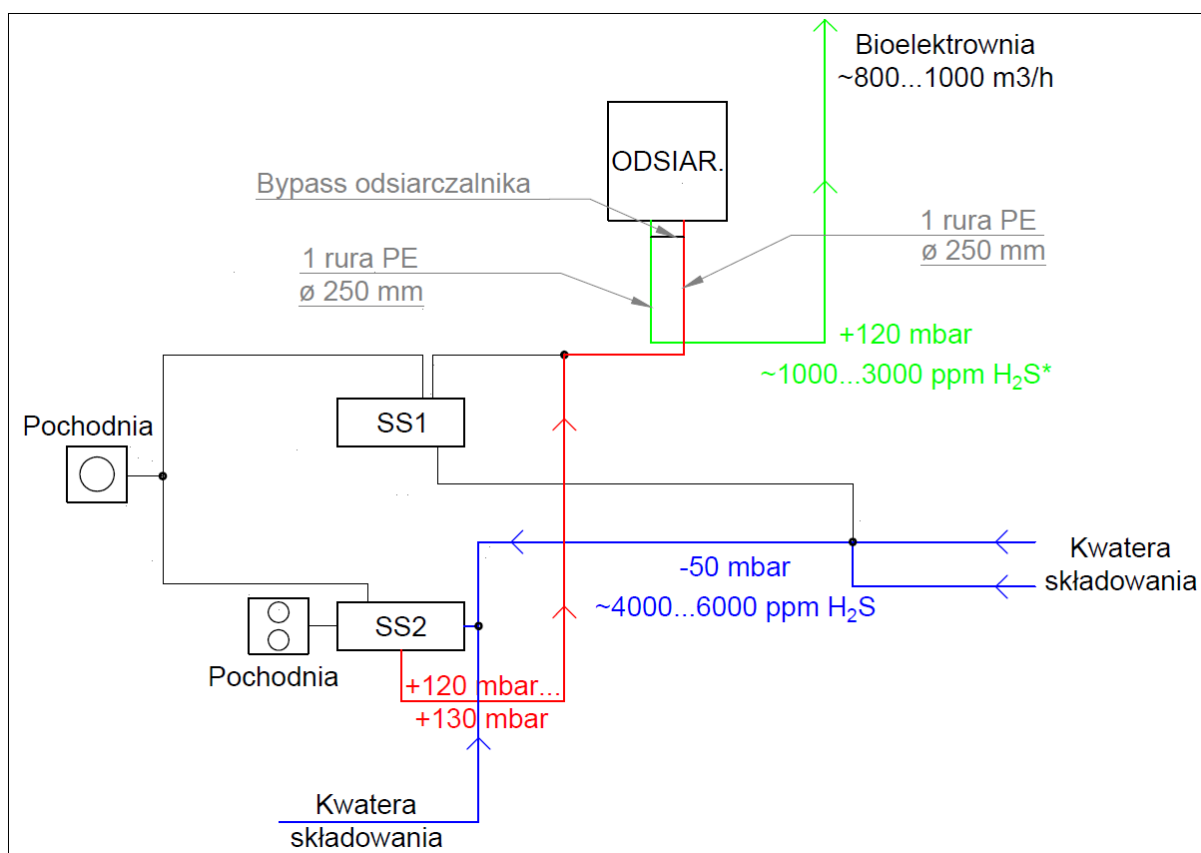 Bioelektrownia
~800...1000 m3/h
ODSIAR.
Bypass odsiarczalnika
1 rura PE
ø 250 mm
1 rura PE
ø 250 mm
+120 mbar
~1000...3000 ppm H₂S*
Pochodnia
SS1
-50 mbar
~4000...6000 ppm H₂S
Kwatera
składowania
SS2
Pochodnia
+120 mbar...
+130 mbar
Kwatera
składowania